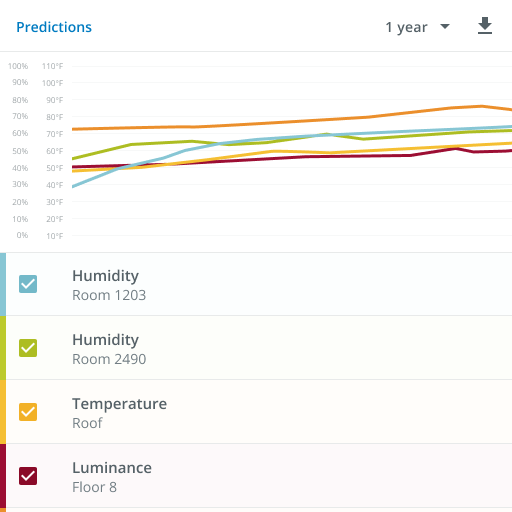 Predictions
1 year
100% 110°F
90% 100°F
80% 90°F
70% 80°F
60% 70°F
50% 60°F
40% 50°F
30% 40°F
20% 30°F
10% 20°F
0% 10°F
Humidity
Room 1203
Humidity
Room 2490
Temperature
Roof
Luminance
Floor 8